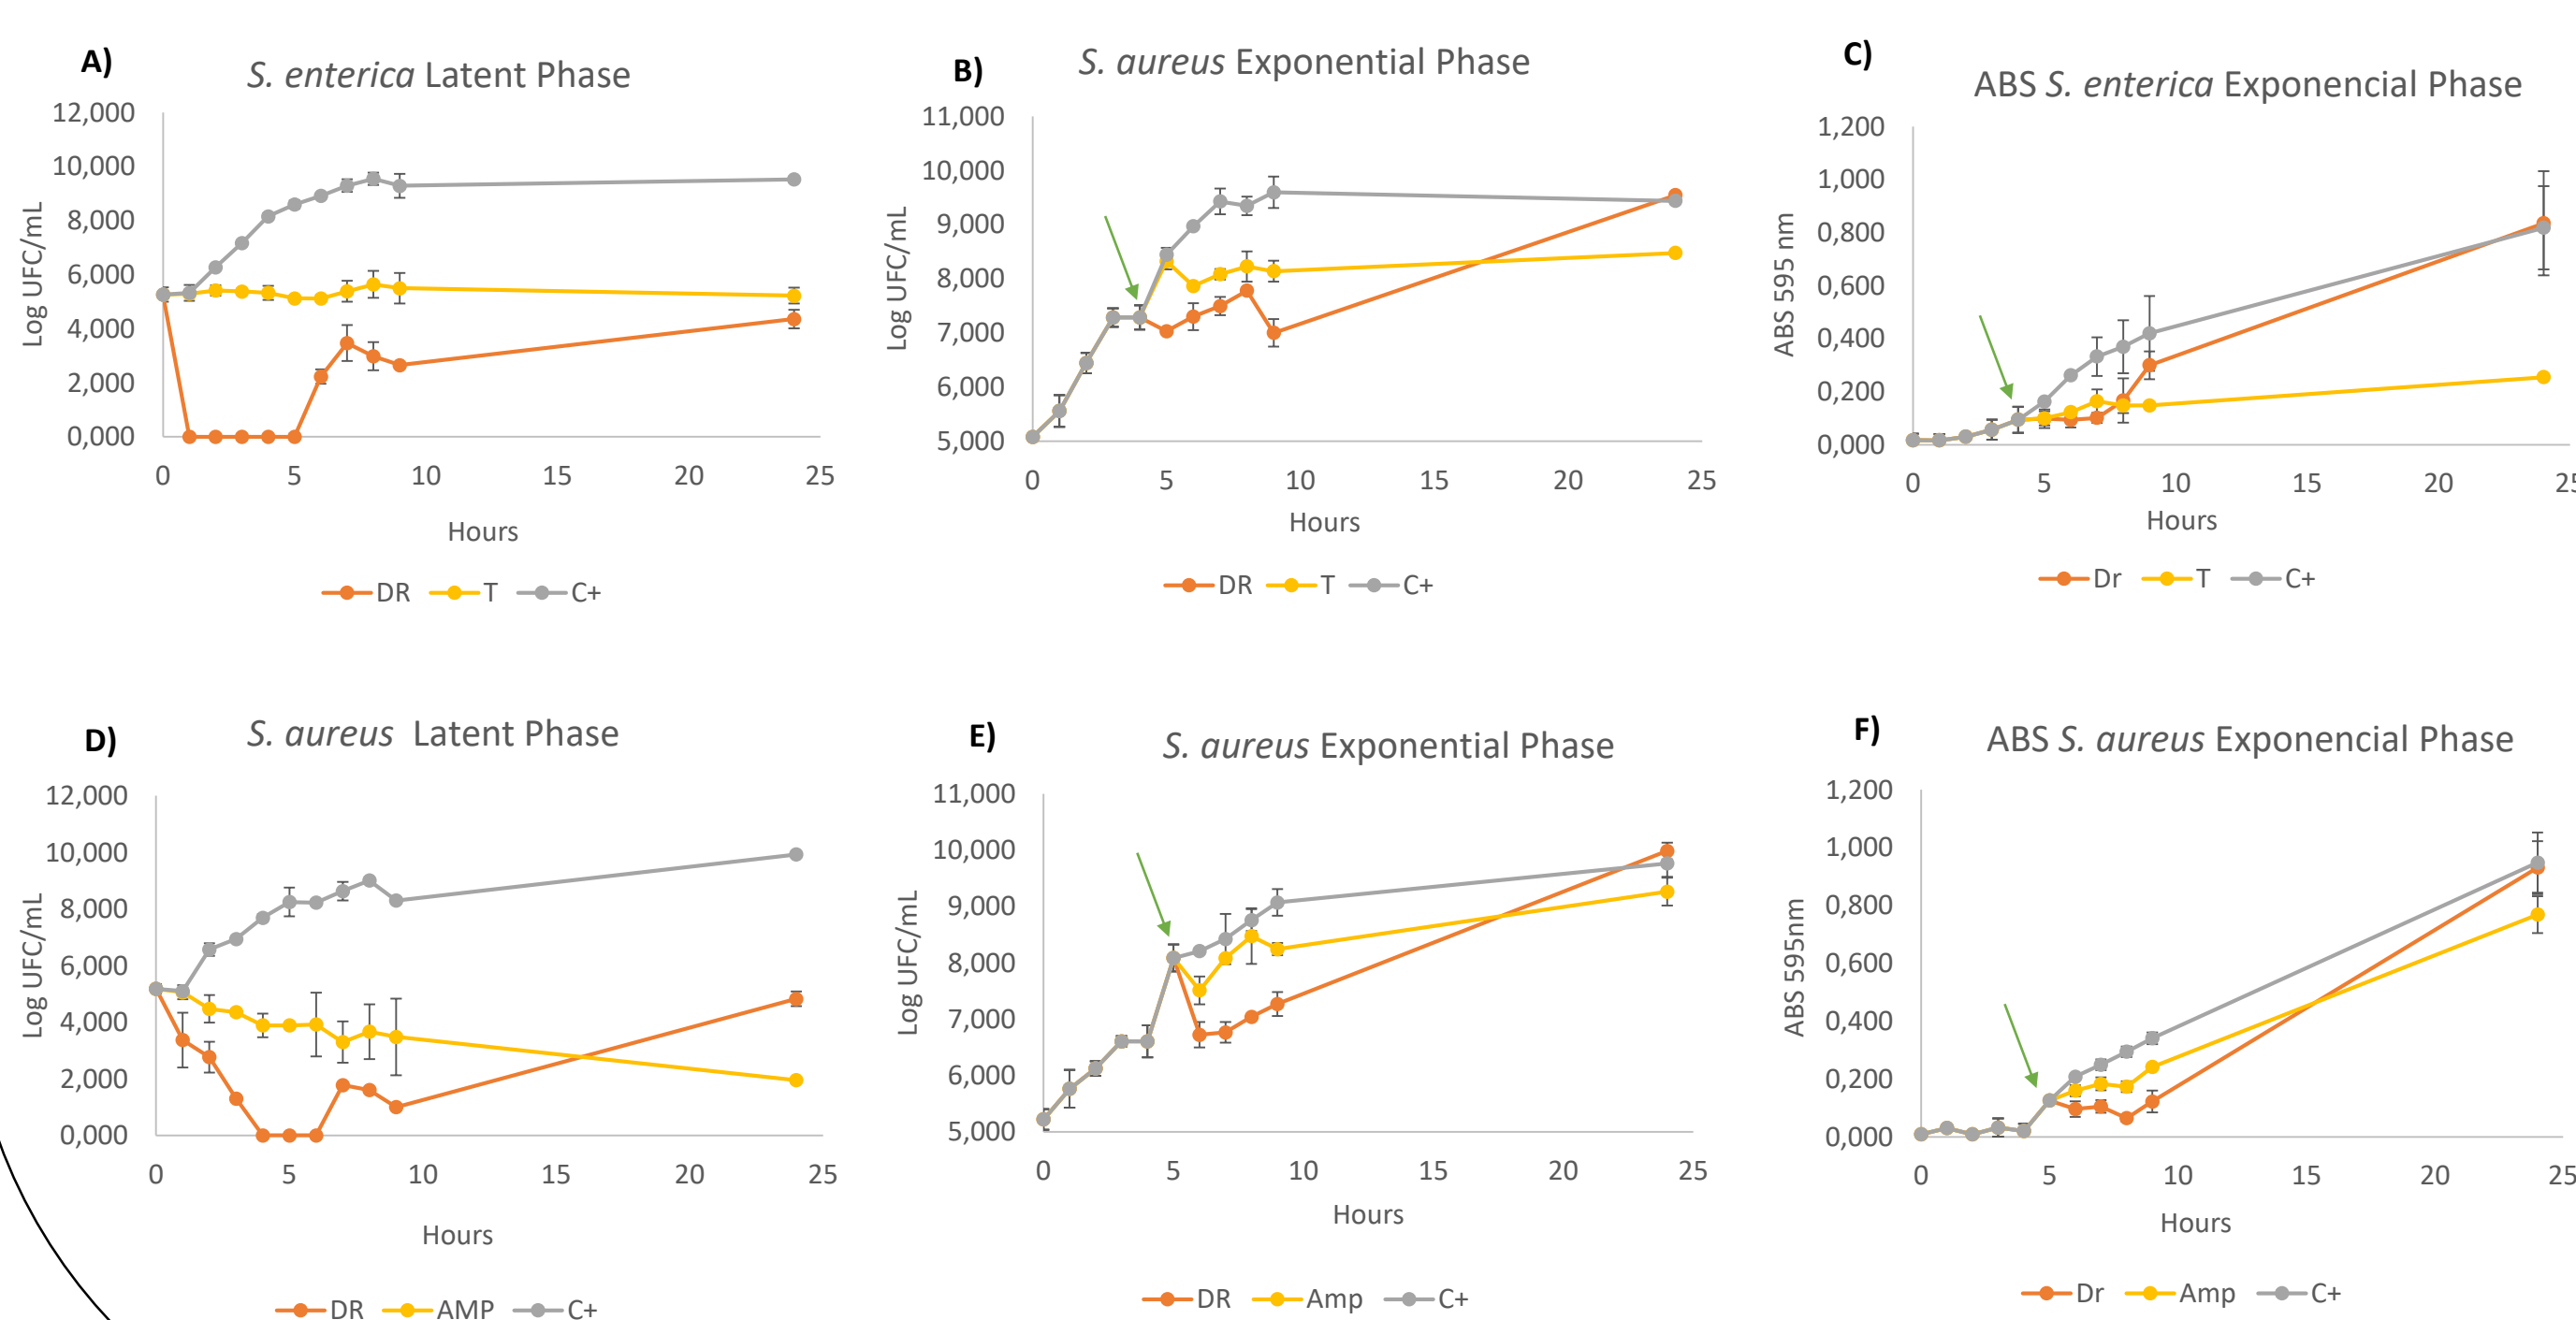 A)
S. enterica Latent Phase
12,000
10,000
8,000
6,000
4,000
2,000
0,000
Log UFC/mL
0 5 10 15 20 25
Hours
DR T C+
B)
S. aureus Exponential Phase
11,000
10,000
9,000
8,000
7,000
6,000
5,000
Log UFC/mL
0 5 10 15 20 25
Hours
DR T C+
C)
ABS S. enterica Exponencial Phase
1,200
1,000
0,800
0,600
0,400
0,200
0,000
ABS 595 nm
0 5 10 15 20 25
Hours
Dr T C+
D)
S. aureus Latent Phase
12,000
10,000
8,000
6,000
4,000
2,000
0,000
Log UFC/mL
0 5 10 15 20 25
Hours
DR AMP C+
E)
S. aureus Exponential Phase
11,000
10,000
9,000
8,000
7,000
6,000
5,000
Log UFC/mL
0 5 10 15 20 25
Hours
DR Amp C+
F)
ABS S. aureus Exponencial Phase
1,200
1,000
0,800
0,600
0,400
0,200
0,000
ABS 595nm
0 5 10 15 20 25
Hours
Dr Amp C+